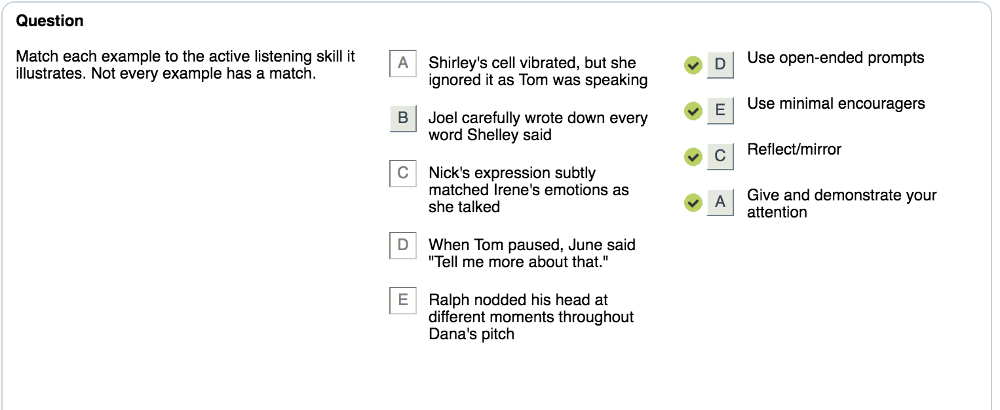 Question
Match each example to the active listening skill it
illustrates. Not every example has a match.
A
Shirley's cell vibrated, but she
ignored it as Tom was speaking
B
Joel carefully wrote down every
word Shelley said
C
Nick's expression subtly
matched Irene's emotions as
she talked
D
When Tom paused, June said
"Tell me more about that."
E
Ralph nodded his head at
different moments throughout
Dana's pitch
D
Use open-ended prompts
E
Use minimal encouragers
C
Reflect/mirror
A
Give and demonstrate your
attention